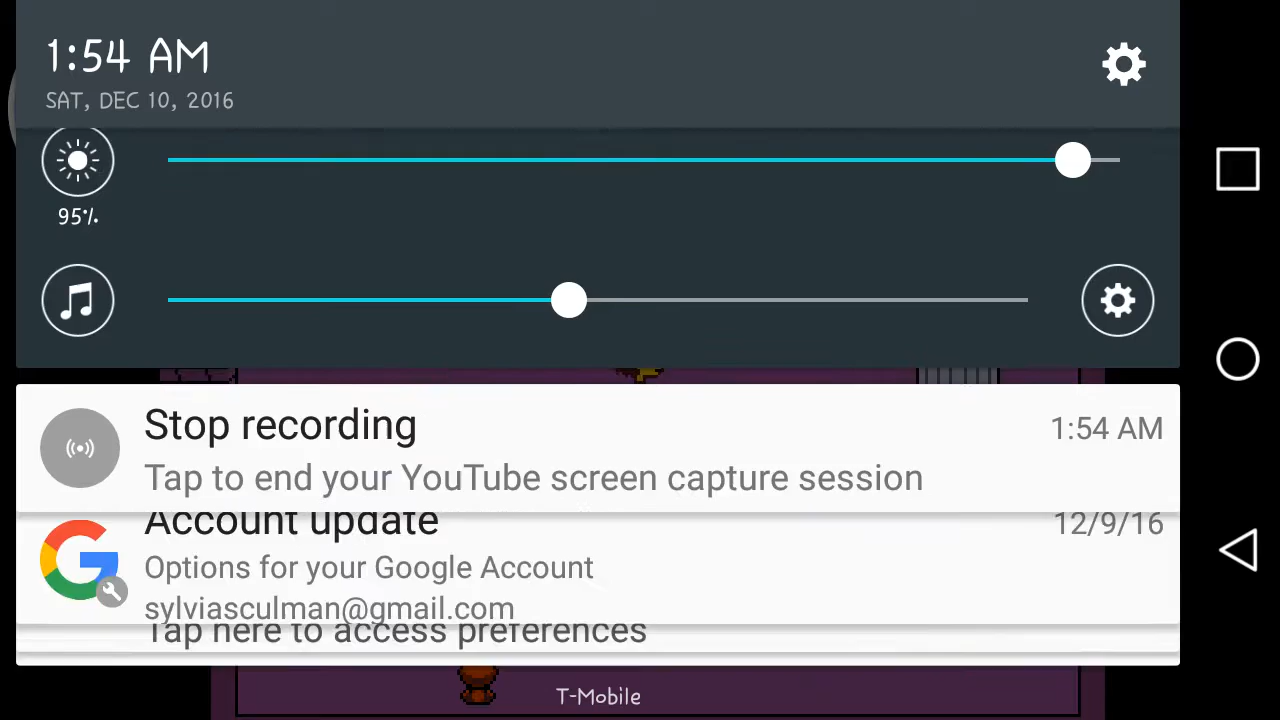 1:54 AM
SAT, DEC 10, 2016
95%
Stop recording
1:54 AM
Tap to end your YouTube screen capture session
Account update
12/9/16
Options for your Google Account
sylviasculman@gmail.com
Tap here to access preferences
T-Mobile